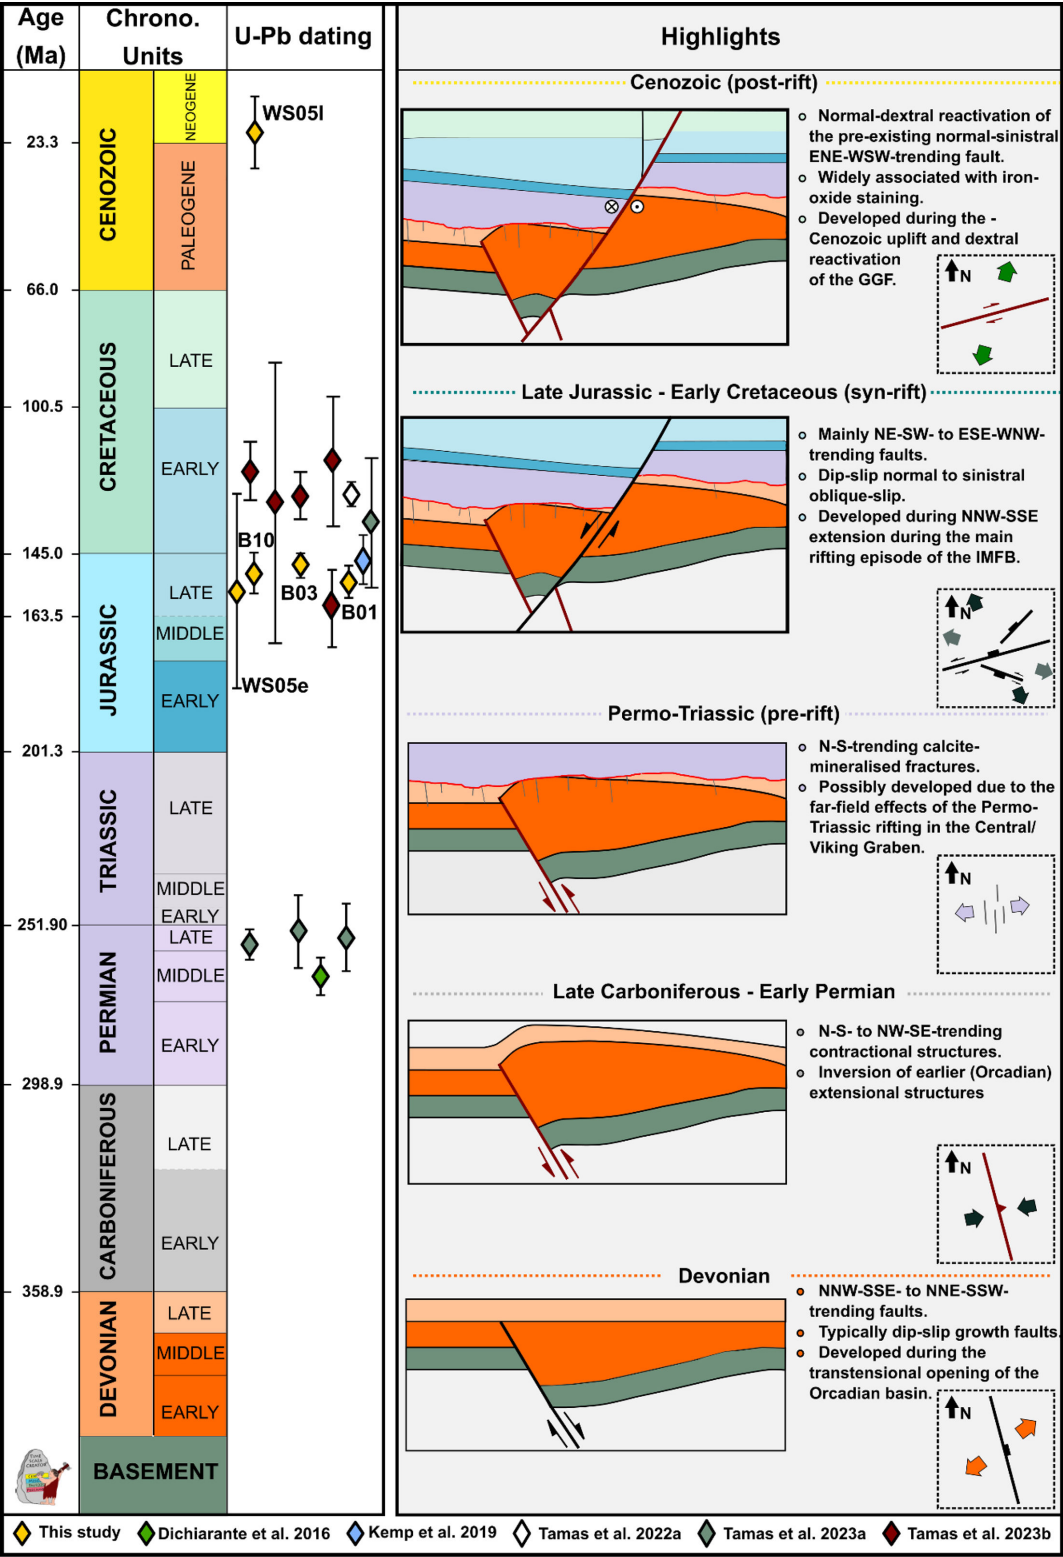 Age
(Ma)
Chrono.
Units
U-Pb dating
Highlights
CENOZOIC
NEOGENE
PALEOGENE
23.3
66.0
CRETACEOUS
LATE
EARLY
100.5
145.0
JURASSIC
LATE
MIDDLE
EARLY
163.5
201.3
TRIASSIC
LATE
MIDDLE
EARLY
251.90
PERMIAN
LATE
MIDDLE
EARLY
298.9
CARBONIFEROUS
LATE
EARLY
358.9
DEVONIAN
LATE
MIDDLE
EARLY
BASEMENT
WS05l
B10
B03
B01
WS05e
Cenozoic (post-rift)
Normal-dextral reactivation of
the pre-existing normal-sinistral
ENE-WSW-trending fault.
Widely associated with iron-
oxide staining.
Developed during the -
Cenozoic uplift and dextral
reactivation
of the GGF.
N
Late Jurassic - Early Cretaceous (syn-rift)
Mainly NE-SW- to ESE-WNW-
trending faults.
Dip-slip normal to sinistral
oblique-slip.
Developed during NNW-SSE
extension during the main
rifting episode of the IMFB.
N
Permo-Triassic (pre-rift)
N-S-trending calcite-
mineralised fractures.
Possibly developed due to the
far-field effects of the Permo-
Triassic rifting in the Central/
Viking Graben.
N
Late Carboniferous - Early Permian
N-S- to NW-SE-trending
contractional structures.
Inversion of earlier (Orcadian)
extensional structures
N
Devonian
NNW-SSE- to NNE-SSW-
trending faults.
Typically dip-slip growth faults.
Developed during the
transtensional opening of the
Orcadian basin.
N
This study
Dichiarante et al. 2016
Kemp et al. 2019
Tamas et al. 2022a
Tamas et al. 2023a
Tamas et al. 2023b